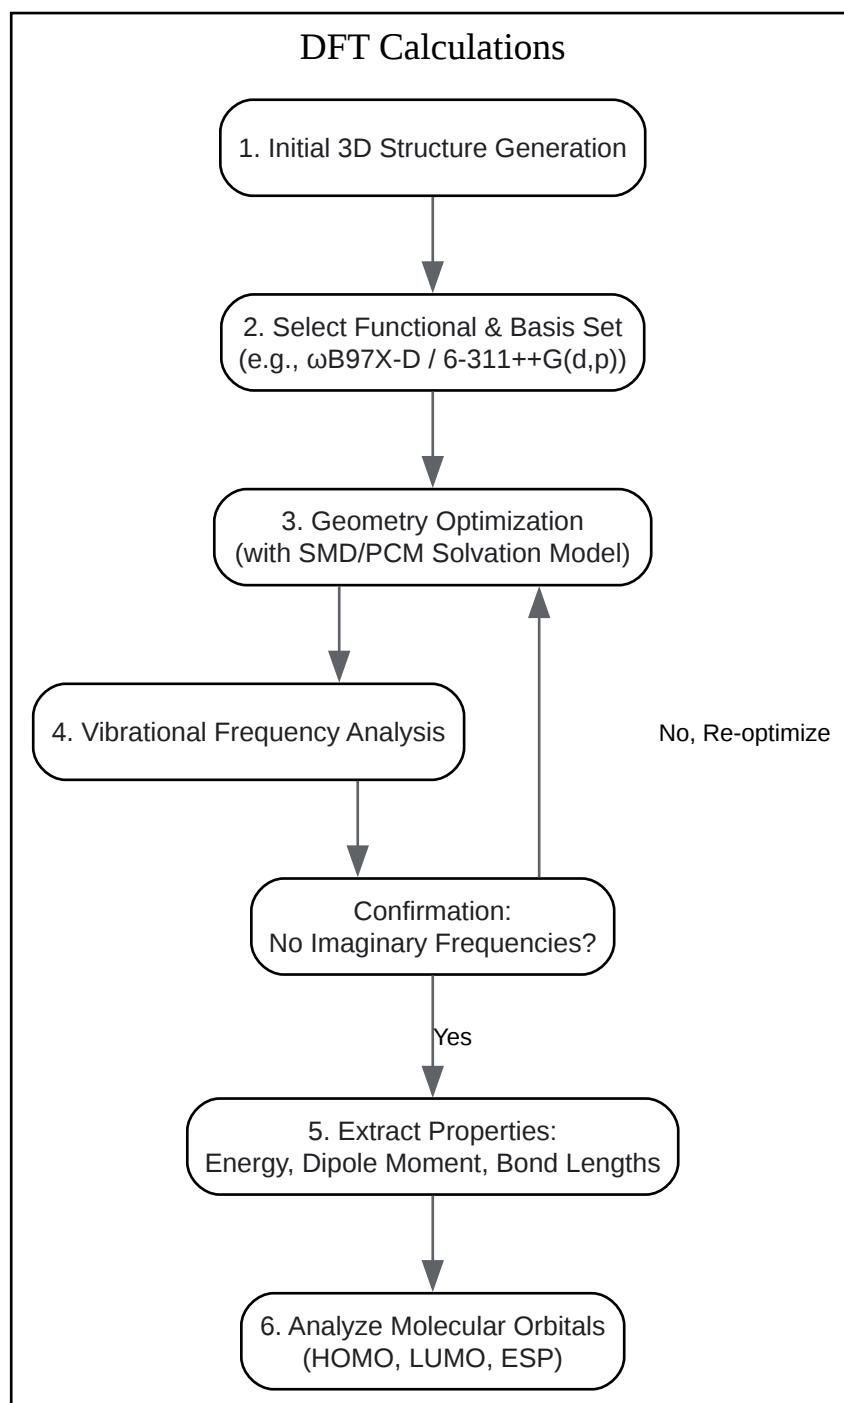 DFT Calculations
1. Initial 3D Structure Generation
2. Select Functional & Basis Set
(e.g., ωB97X-D / 6-311++G(d,p))
3. Geometry Optimization
(with SMD/PCM Solvation Model)
4. Vibrational Frequency Analysis
No, Re-optimize
Confirmation:
No Imaginary Frequencies?
Yes
5. Extract Properties:
Energy, Dipole Moment, Bond Lengths
6. Analyze Molecular Orbitals
(HOMO, LUMO, ESP)